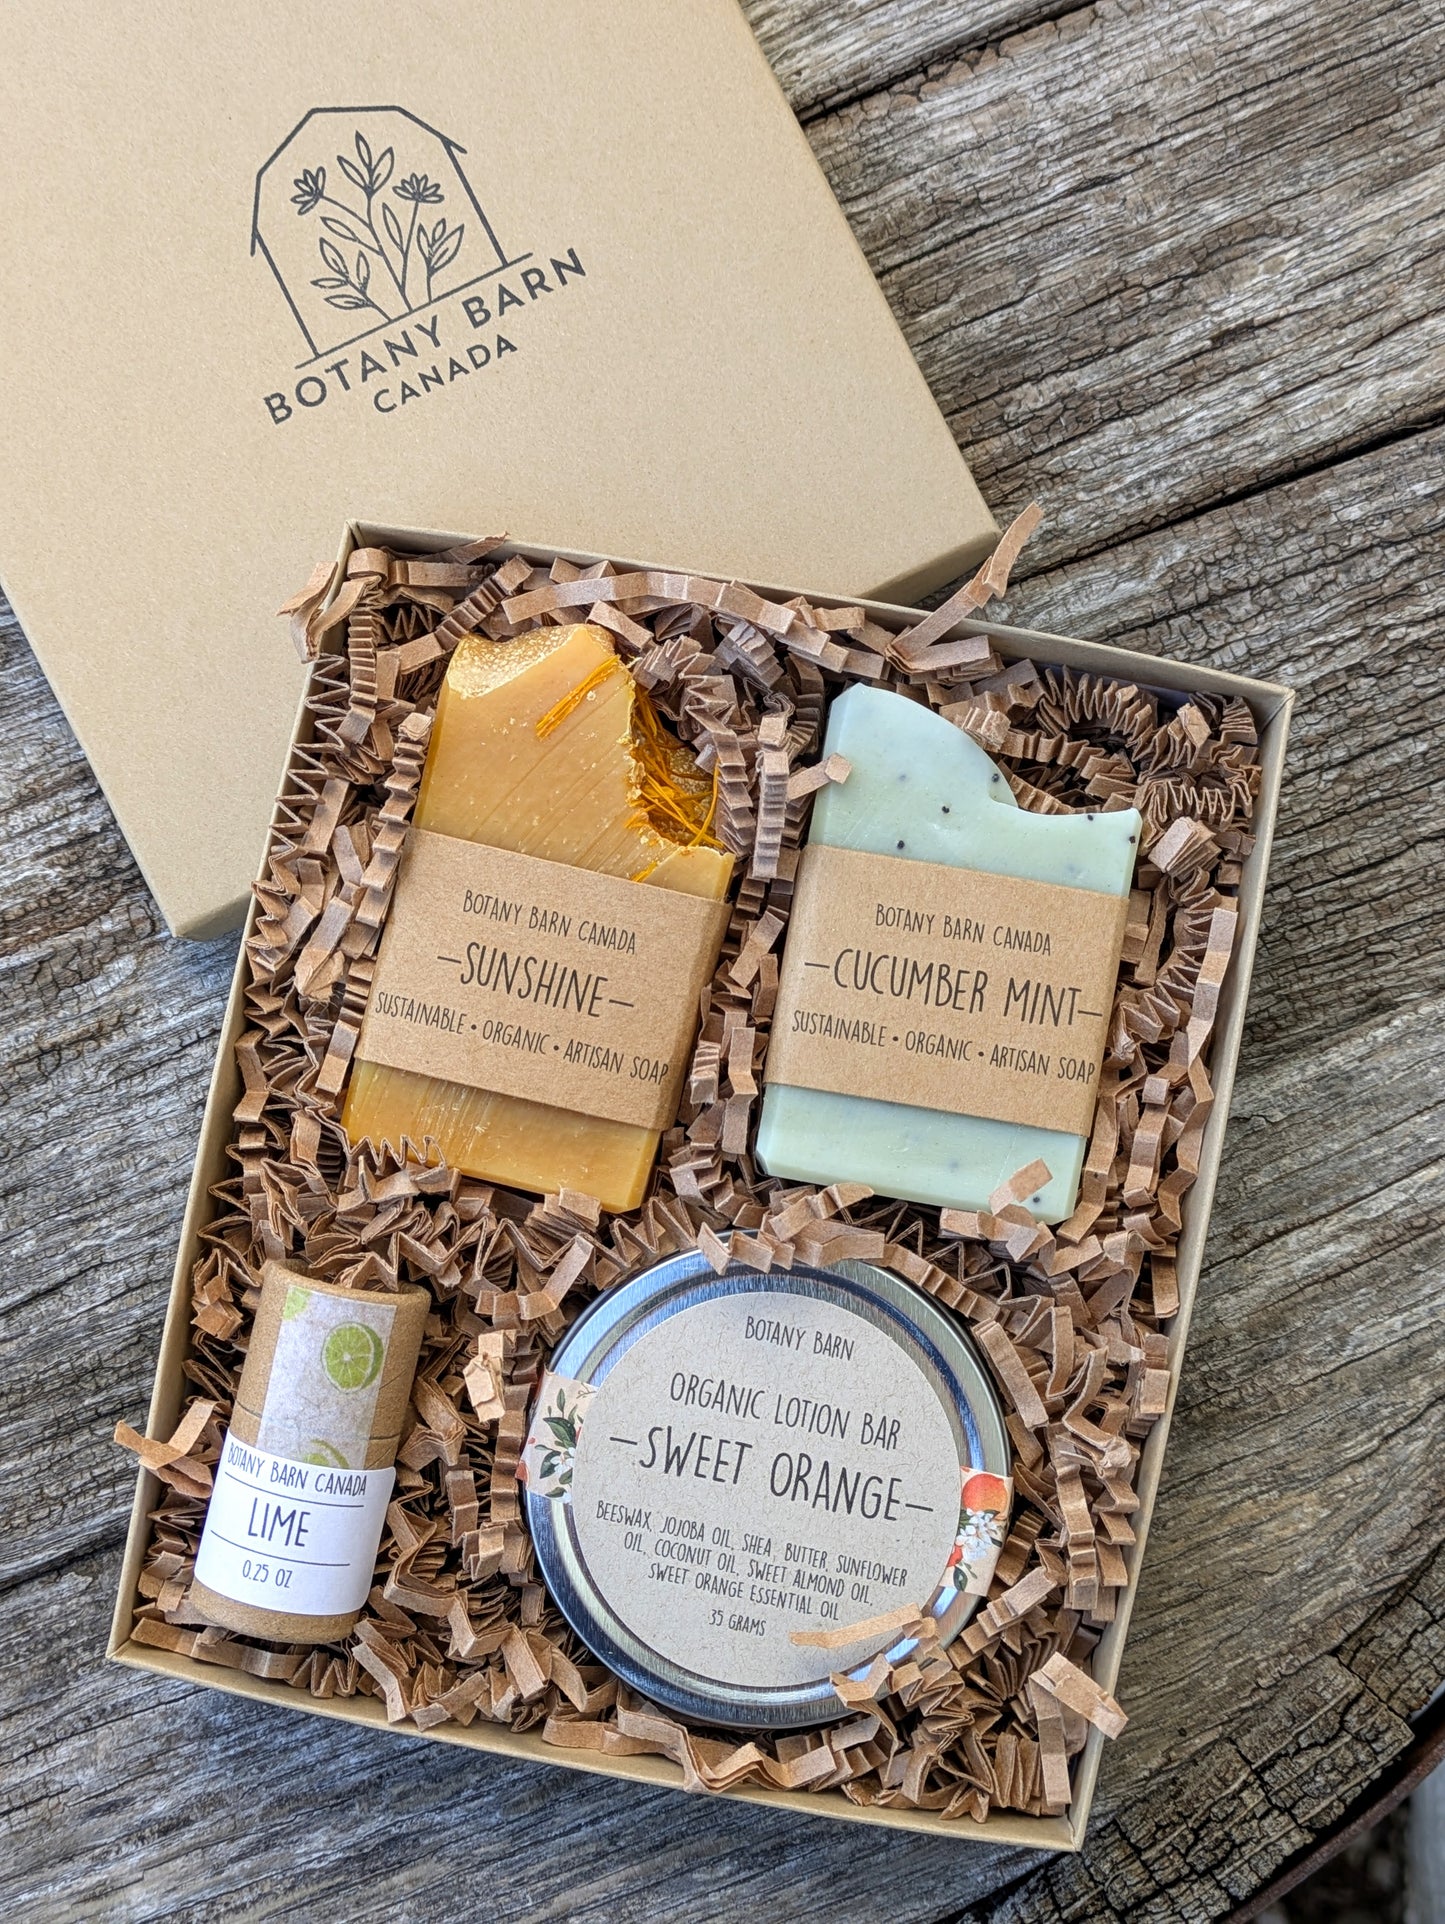 BOTANY BARN
CANADA
BOTANY BARN CANADA
—SUNSHINE—
SUSTAINABLE • ORGANIC • ARTISAN SOAP
BOTANY BARN CANADA
—CUCUMBER MINT—
SUSTAINABLE • ORGANIC • ARTISAN SOAP
BOTANY BARN CANADA
LIME
0.25 OZ
BOTANY BARN
ORGANIC LOTION BAR
—SWEET ORANGE—
BEESWAX, JOJOBA OIL, SHEA BUTTER, SUNFLOWER
OIL, COCONUT OIL, SWEET ALMOND OIL,
SWEET ORANGE ESSENTIAL OIL
35 GRAMS